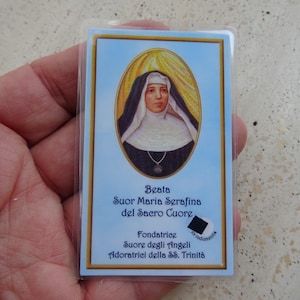 Beata
Suor Maria Serafina
del Sacro Cuore
Fondatrice
Suore degli Angeli
Adoratrici della SS. Trinità